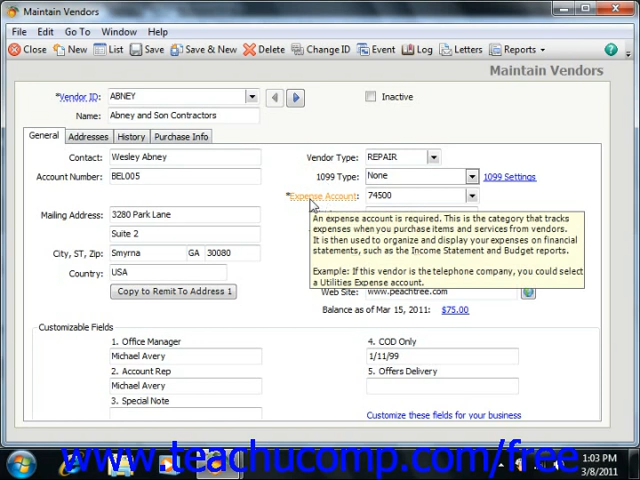 Maintain Vendors
File Edit Go To Window Help
Close New List Save Save & New Delete Change ID Event Log Letters Reports ?
Maintain Vendors
*Vendor ID: ABNEY Inactive
Name: Abney and Son Contractors
General Addresses History Purchase Info
Contact: Wesley Abney Vendor Type: REPAIR
Account Number: BEL005 1099 Type: None 1099 Settings
*Expense Account: 74500
Mailing Address: 3280 Park Lane
Suite 2
City, ST, Zip: Smyrna GA 30080
Country: USA
An expense account is required. This is the category that tracks
expenses when you purchase items and services from vendors.
It is then used to organize and display your expenses on financial
statements, such as the Income Statement and Budget reports.
Example: If this vendor is the telephone company, you could select
a Utilities Expense account.
Copy to Remit To Address 1 Web Site: www.peachtree.com
Balance as of Mar 15, 2011: $75.00
Customizable Fields
1. Office Manager 4. COD Only
Michael Avery 1/11/99
2. Account Rep 5. Offers Delivery
Michael Avery
3. Special Note
Customize these fields for your business
www.teachucomp.com/free
1:03 PM
3/8/2011